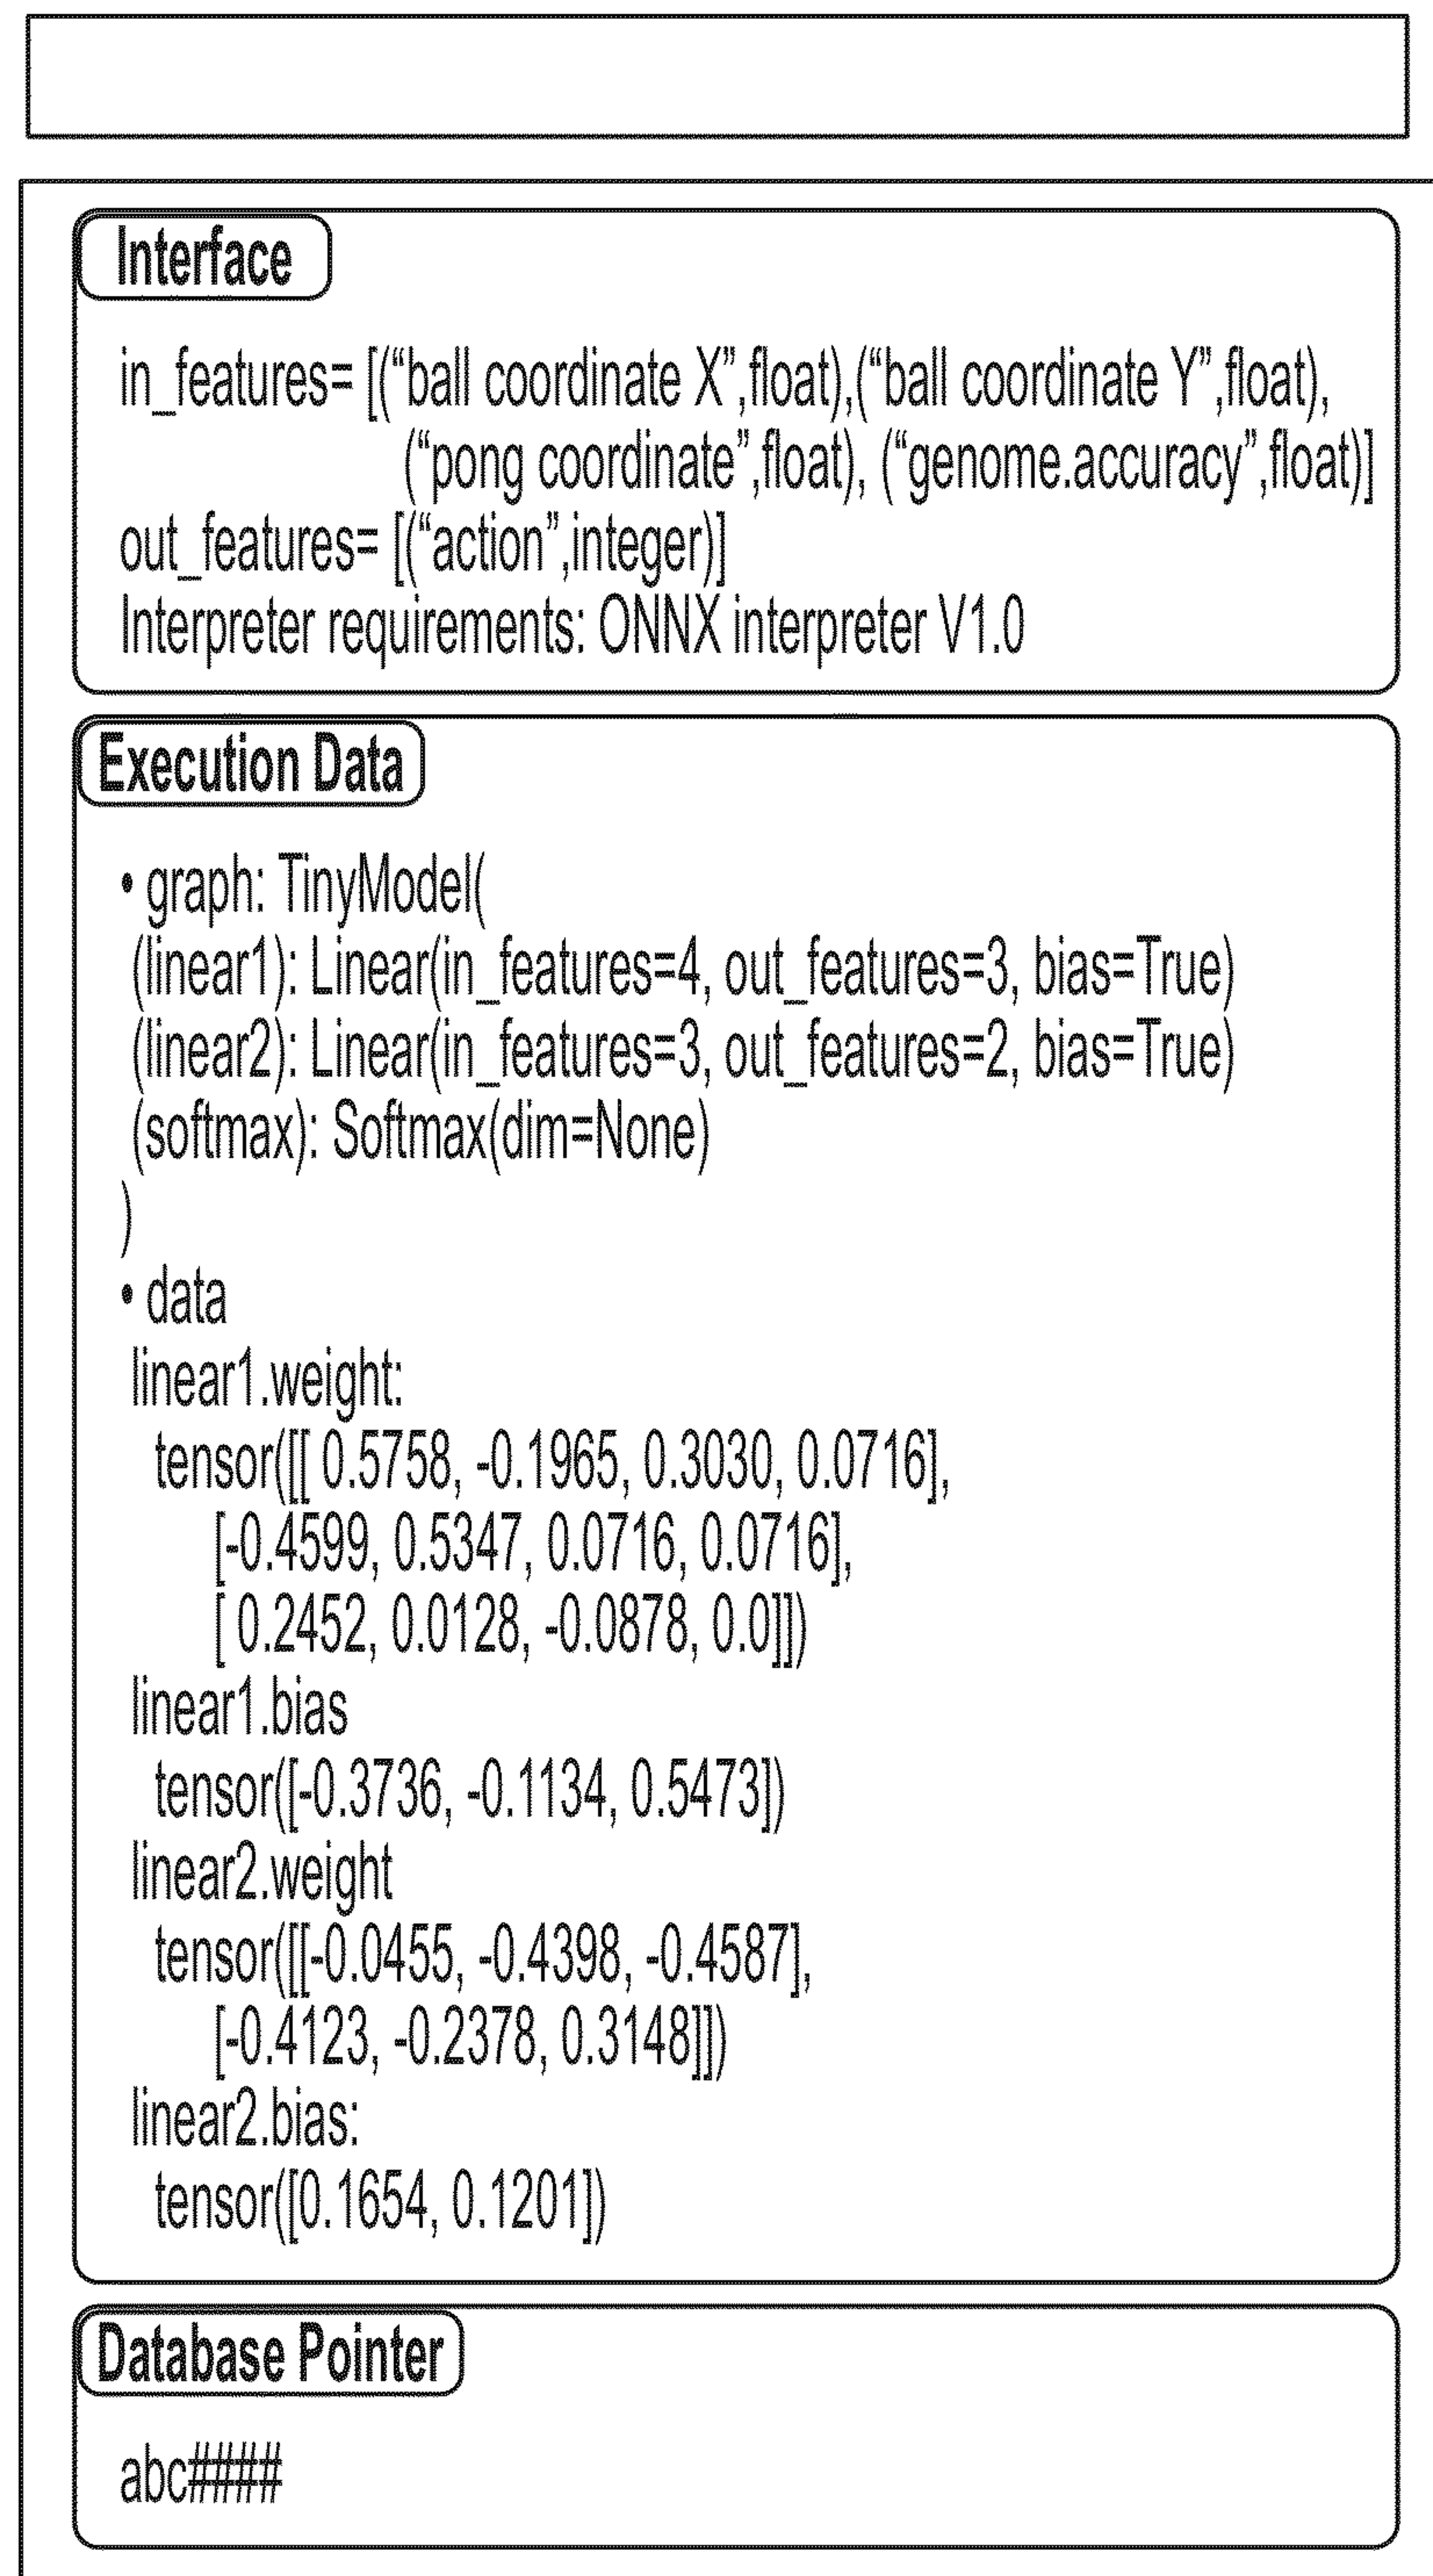 Interface
in_features= [(“ball coordinate X”,float),(“ball coordinate Y”,float),
(“pong coordinate”,float), (“genome.accuracy”,float)]
out_features= [(“action”,integer)]
Interpreter requirements: ONNX interpreter V1.0
Execution Data
• graph: TinyModel(
(linear1): Linear(in_features=4, out_features=3, bias=True)
(linear2): Linear(in_features=3, out_features=2, bias=True)
(softmax): Softmax(dim=None)
)
• data
linear1.weight:
tensor([[ 0.5758, -0.1965, 0.3030, 0.0716],
[-0.4599, 0.5347, 0.0716, 0.0716],
[ 0.2452, 0.0128, -0.0878, 0.0]])
linear1.bias
tensor([-0.3736, -0.1134, 0.5473])
linear2.weight
tensor([[-0.0455, -0.4398, -0.4587],
[-0.4123, -0.2378, 0.3148]])
linear2.bias:
tensor([0.1654, 0.1201])
Database Pointer
abc####